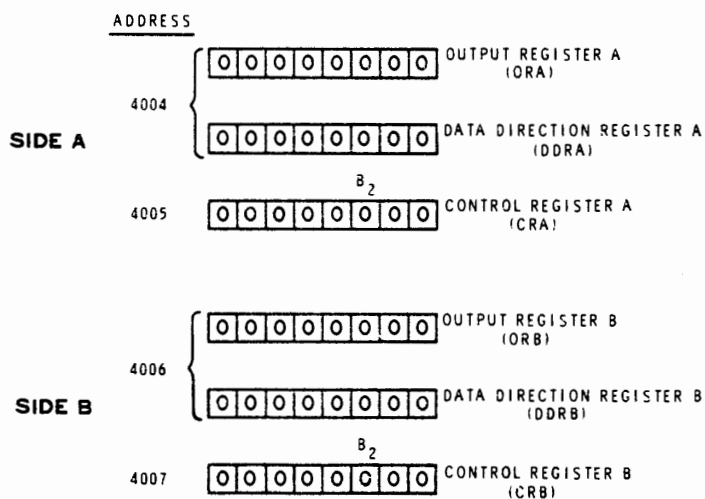 ADDRESS
0 0 0 0 0 0 0 0 OUTPUT REGISTER A
(ORA)
4004
SIDE A
0 0 0 0 0 0 0 0 DATA DIRECTION REGISTER A
(DDRA)
B2
4005 0 0 0 0 0 0 0 0 CONTROL REGISTER A
(CRA)
0 0 0 0 0 0 0 0 OUTPUT REGISTER B
(ORB)
4006
SIDE B
0 0 0 0 0 0 0 0 DATA DIRECTION REGISTER B
(DDRB)
B2
4007 0 0 0 0 0 0 0 0 CONTROL REGISTER B
(CRB)